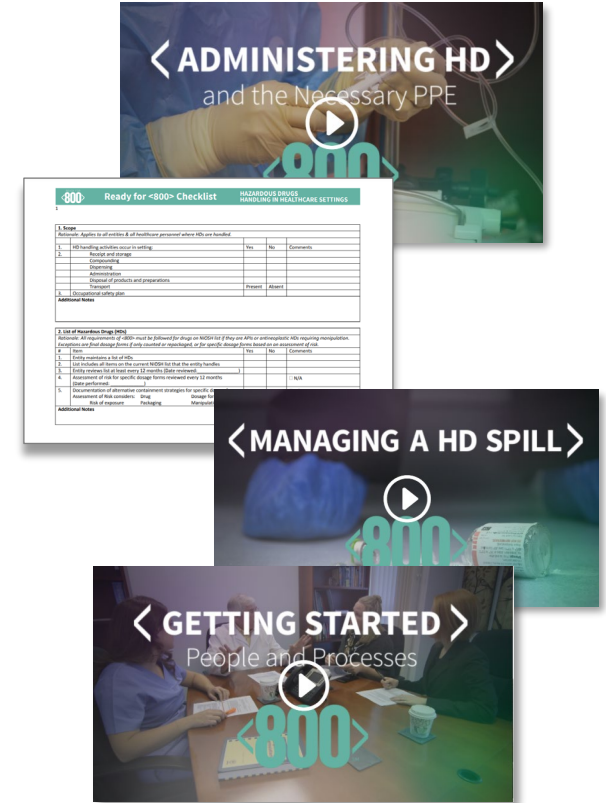 < ADMINISTERING HD >
and the Necessary PPE
<800>
<800> Ready for <800> Checklist HAZARDOUS DRUGS
HANDLING IN HEALTHCARE SETTINGS
1. Scope
Rationale: Applies to all entities & all healthcare personnel where HDs are handled.
1. HD handling activities occur in setting: Yes No Comments
2. Receipt and storage
Compounding
Dispensing
Administration
Disposal of products and preparations
Transport Present Absent
3. Occupational safety plan
Additional Notes
2. List of Hazardous Drugs (HDs)
Rationale: All requirements of <800> must be followed for drugs on NIOSH list if they are APIs or antineoplastic HDs requiring manipulation.
Exceptions are final dosage forms if only counted or repackaged, or for specific dosage forms based on an assessment of risk.
# Item Yes No Comments
1. Entity maintains a list of HDs
2. List includes all items on the current NIOSH list that the entity handles
3. Entity reviews list at least every 12 months (Date reviewed:____)
4. Assessment of risk for specific dosage forms reviewed every 12 months
(Date performed: ____) □ N/A
5. Documentation of alternative containment strategies for specific
Assessment of Risk considers: Drug Dosage
Risk of exposure Packaging
Additional Notes
< MANAGING A HD SPILL >
<800>
< GETTING STARTED >
People and Processes
<800>